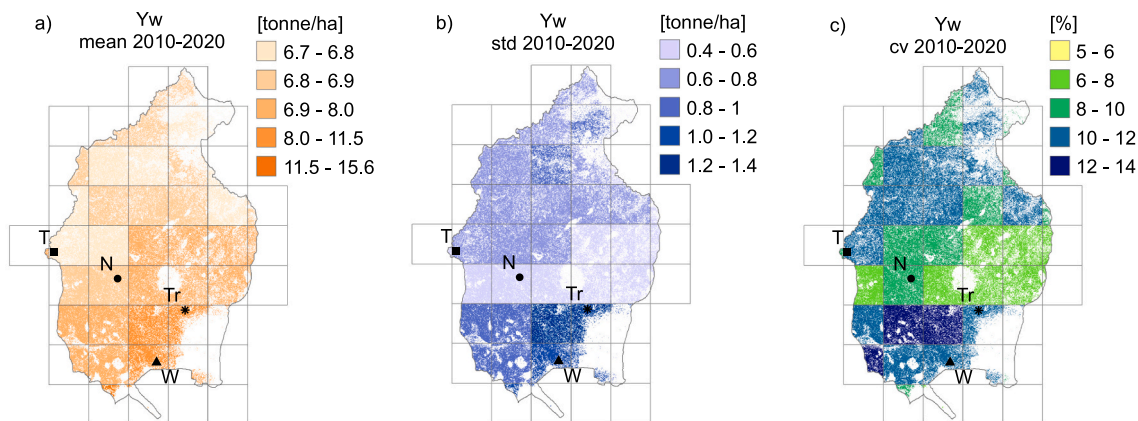 a)
Yw
mean 2010-2020
[tonne/ha]
6.7 – 6.8
6.8 – 6.9
6.9 – 8.0
8.0 – 11.5
11.5 – 15.6
T
N
Tr
W
b)
Yw
std 2010-2020
[tonne/ha]
0.4 – 0.6
0.6 – 0.8
0.8 – 1
1.0 – 1.2
1.2 – 1.4
T
N
Tr
W
c)
Yw
cv 2010-2020
[%]
5 – 6
6 – 8
8 – 10
10 – 12
12 – 14
T
N
Tr
W